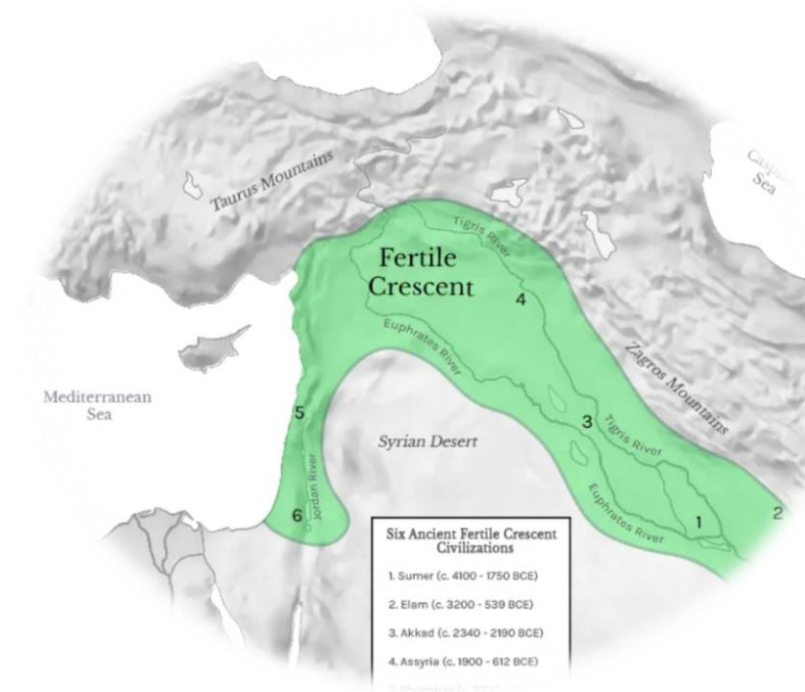 Taurus Mountains
Caspian
Sea
Tigris River
Fertile
Crescent
4
Euphrates River
Zagros Mountains
Mediterranean
Sea
5
Syrian Desert
3
Tigris River
Jordan River
6
Euphrates River
1
2
Six Ancient Fertile Crescent
Civilizations
1. Sumer (c. 4100 - 1750 BCE)
2. Elam (c. 3200 - 539 BCE)
3. Akkad (c. 2340 - 2190 BCE)
4. Assyria (c. 1900 - 612 BCE)